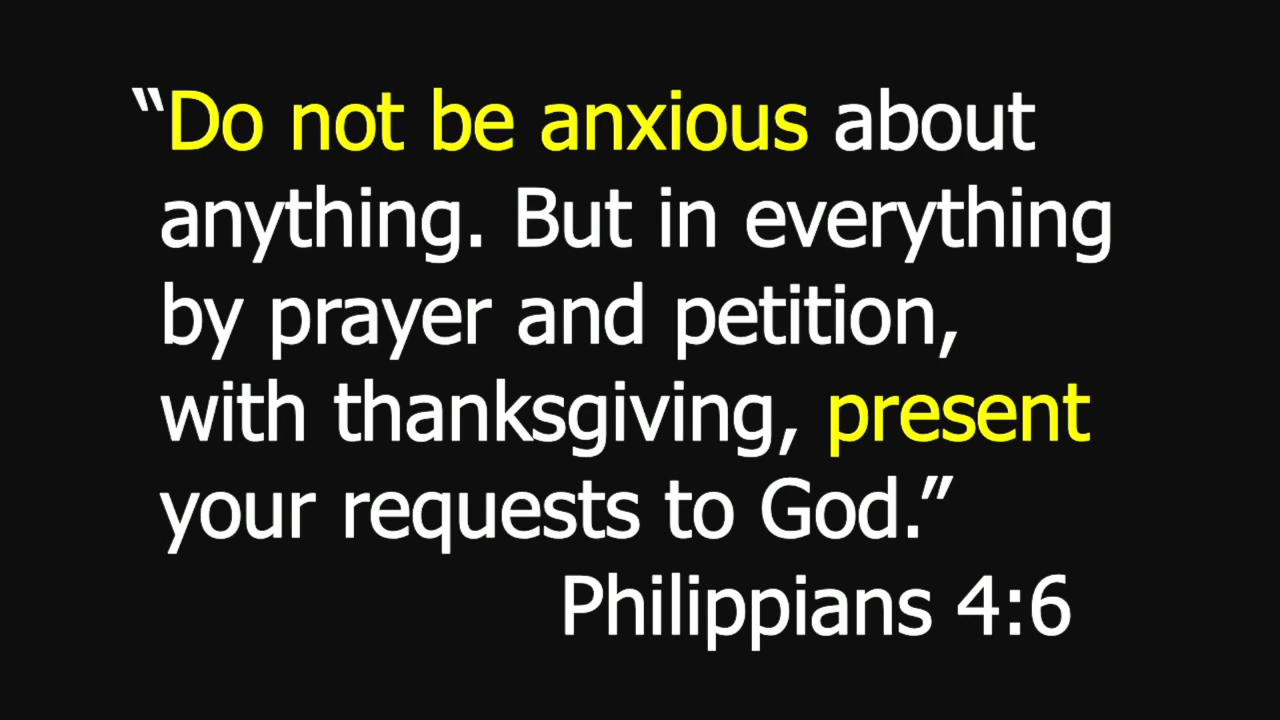 “Do not be anxious about
anything. But in everything
by prayer and petition,
with thanksgiving, present
your requests to God.”
Philippians 4:6